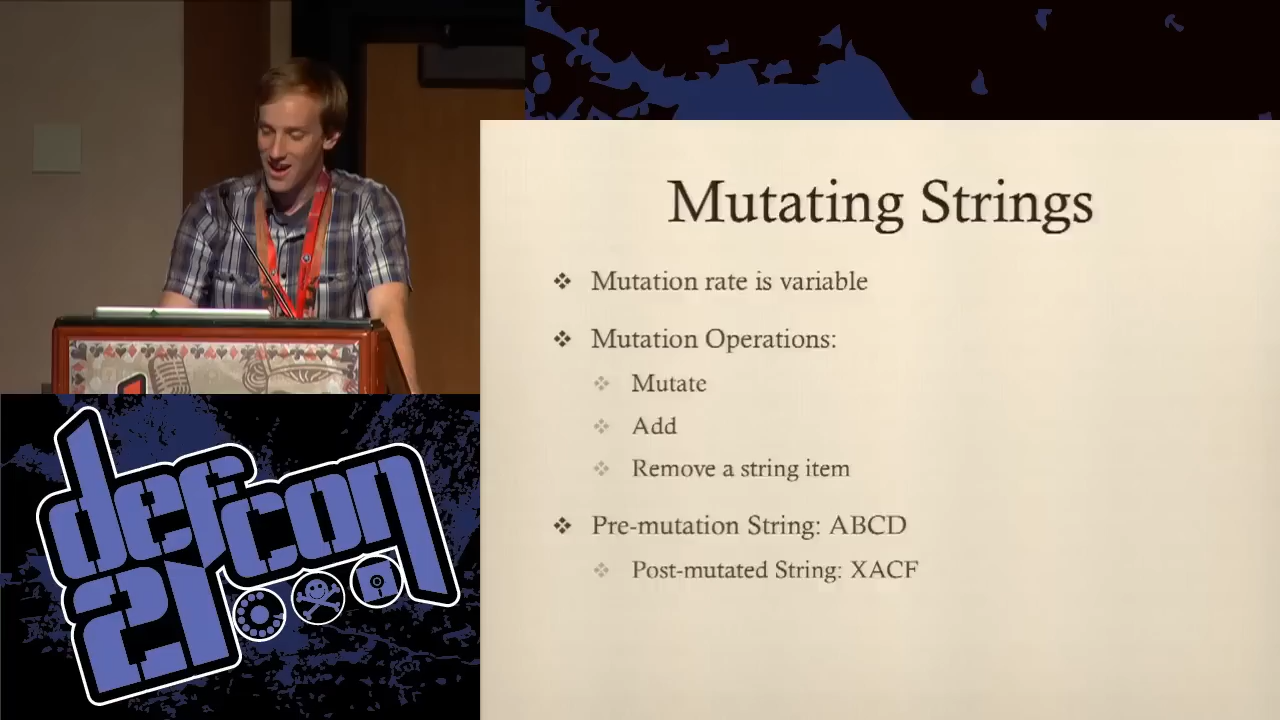 Mutating Strings
❖ Mutation rate is variable
❖ Mutation Operations:
❖ Mutate
❖ Add
❖ Remove a string item
❖ Pre-mutation String: ABCD
❖ Post-mutated String: XACF
defcon
21